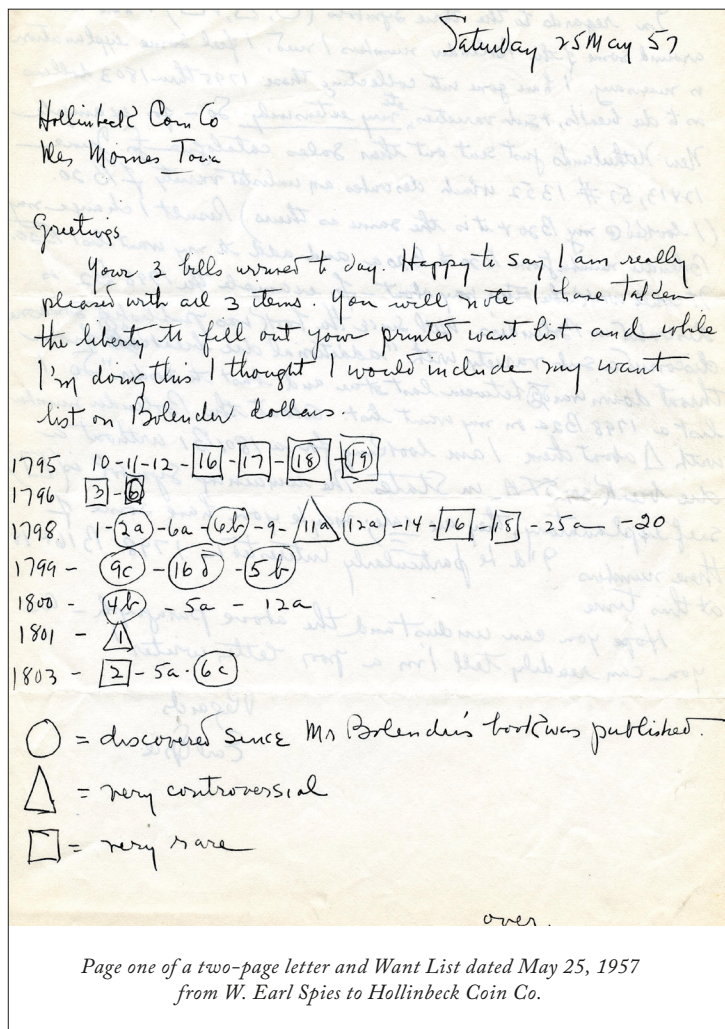 Saturday 25 May 57
Hollinbeck Coin Co
Des Moines Iowa
Greetings
Your 3 bills arrived to day. Happy to say I am really
pleased with all 3 items. You will note I have taken
the liberty to fill out your printed want list and while
I'm doing this I thought I would include my want
list on Bolender dollars.
1795 10-11-12-16-17-18-19
1796 3-6
1798 1-2a-6a-6b-9-11a 12a-14-16-18-25a-20
1799 - 9c-16δ-5b
1800 - 4b - 5a - 12a
1801 - 1
1803 - 2-5a-6c
= discovered since Mr Bolender's book was published.
= very controversial
= very rare
over.
Page one of a two-page letter and Want List dated May 25, 1957
from W. Earl Spies to Hollinbeck Coin Co.